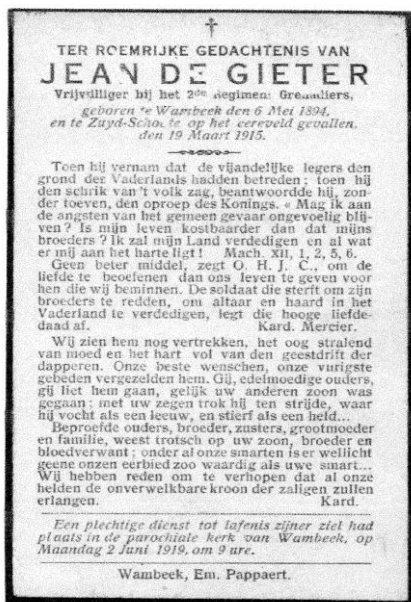 TER ROEMRIJKE GEDACHTENIS VAN
JEAN DE GIETER
Vrijwilliger bij het 2de Regiment Grenadiers,
geboren te Wambeek den 6 Mei 1894,
en te Zuyd-Schote op het eereveld gevallen,
den 19 Maart 1915.
Toen hij vernam dat de vijandelijke legers den
grond des Vaderlands hadden betreden ; toen hij
den schrik van 't volk zag, beantwoordde hij, zon-
der toeven, den oproep des Konings. « Mag ik aan
de angsten van het gemeen gevaar ongevoelig blij-
ven ? Is mijn leven kostbaarder dan dat mijns
broeders ? Ik zal mijn Land verdedigen en al wat
er mij aan het harte ligt ! Mach. XII, 1, 2, 5, 6.
Geen beter middel, zegt O. H. J. C., om de
liefde te beoefenen dan ons leven te geven voor
hen die wij beminnen. De soldaat die sterft om zijn
broeders te redden, om altaar en haard in het
Vaderland te verdedigen, legt die hooge liefde-
daad af. Kard. Mercier.
Wij zien hem nog vertrekken, het oog stralend
van moed en het hart vol van den geestdrift der
dapperen. Onze beste wenschen, onze vurigste
gebeden vergezelden hem. Gij, edelmoedige ouders,
gij liet hem gaan, gelijk uw anderen zoon was
gegaan ; met uw zegen trok hij ten strijde, waar
hij vocht als een leeuw, en stierf als een held...
Beproefde ouders, broeder, zusters, grootmoeder
en familie, weest trotsch op uw zoon, broeder en
bloedverwant ; onder al onze smarten is er wellicht
geene onzen eerbied zoo waardig als uwe smart...
Wij hebben reden om te verhopen dat al onze
helden de onverwelkbare kroon der zaligen zullen
erlangen. Kard.
Een plechtige dienst tot lafenis zijner ziel had
plaats in de parochiale kerk van Wambeek, op
Maandag 2 Juni 1919, om 9 ure.
Wambeek, Em. Pappaert.